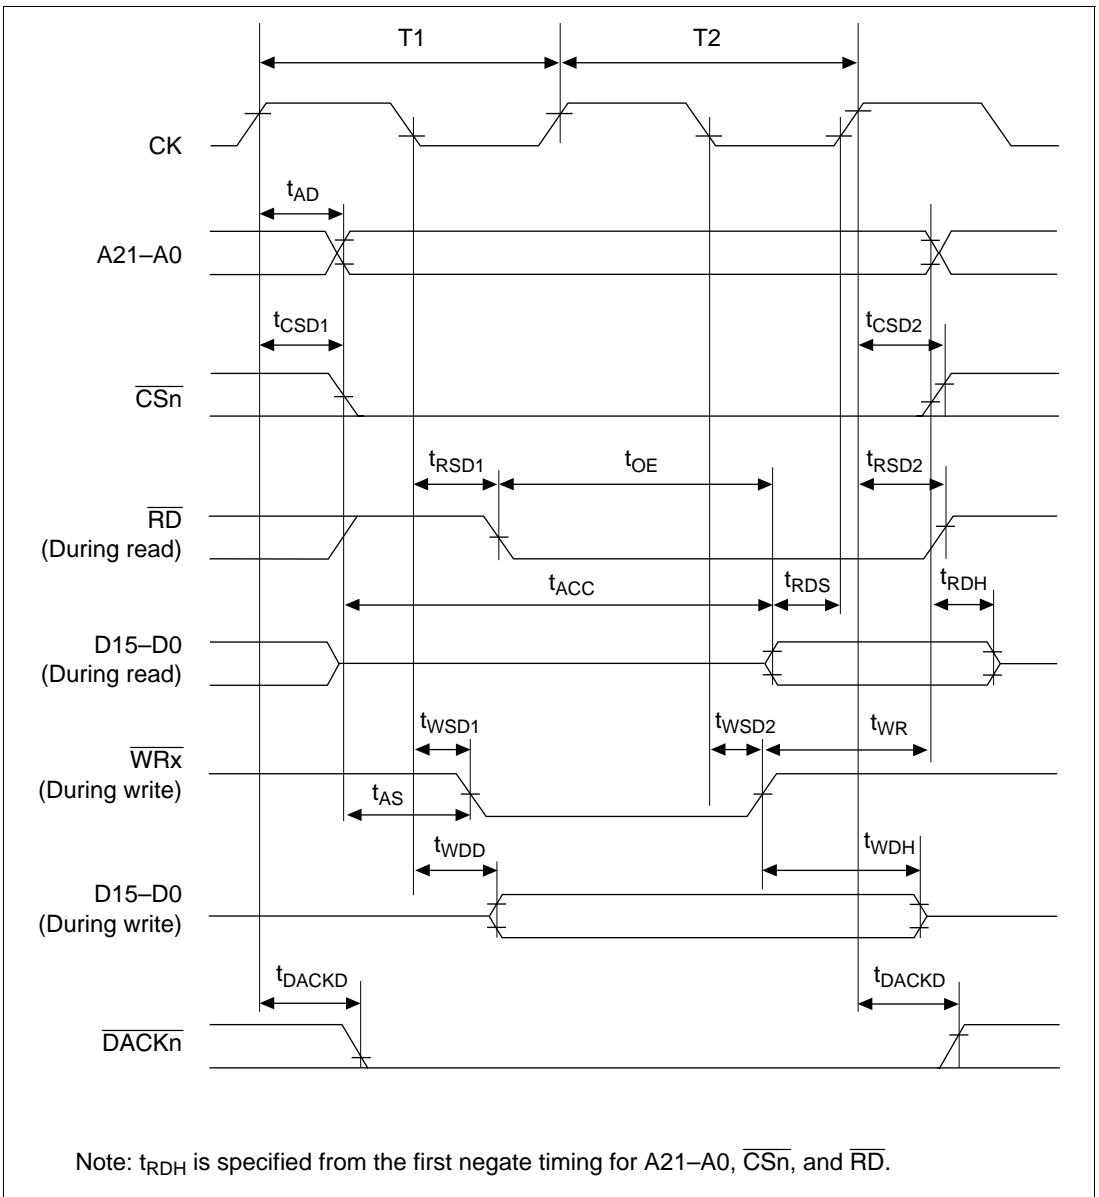 T1 T2
CK
tAD
A21–A0
tCSD1 tCSD2
CSn
tRSD1 tOE tRSD2
RD
(During read)
tACC tRDS tRDH
D15–D0
(During read)
tWSD1 tWSD2 tWR
WRx
(During write)
tAS
tWDD tWDH
D15–D0
(During write)
tDACKD tDACKD
DACKn
Note: tRDH is specified from the first negate timing for A21–A0, CSn, and RD.